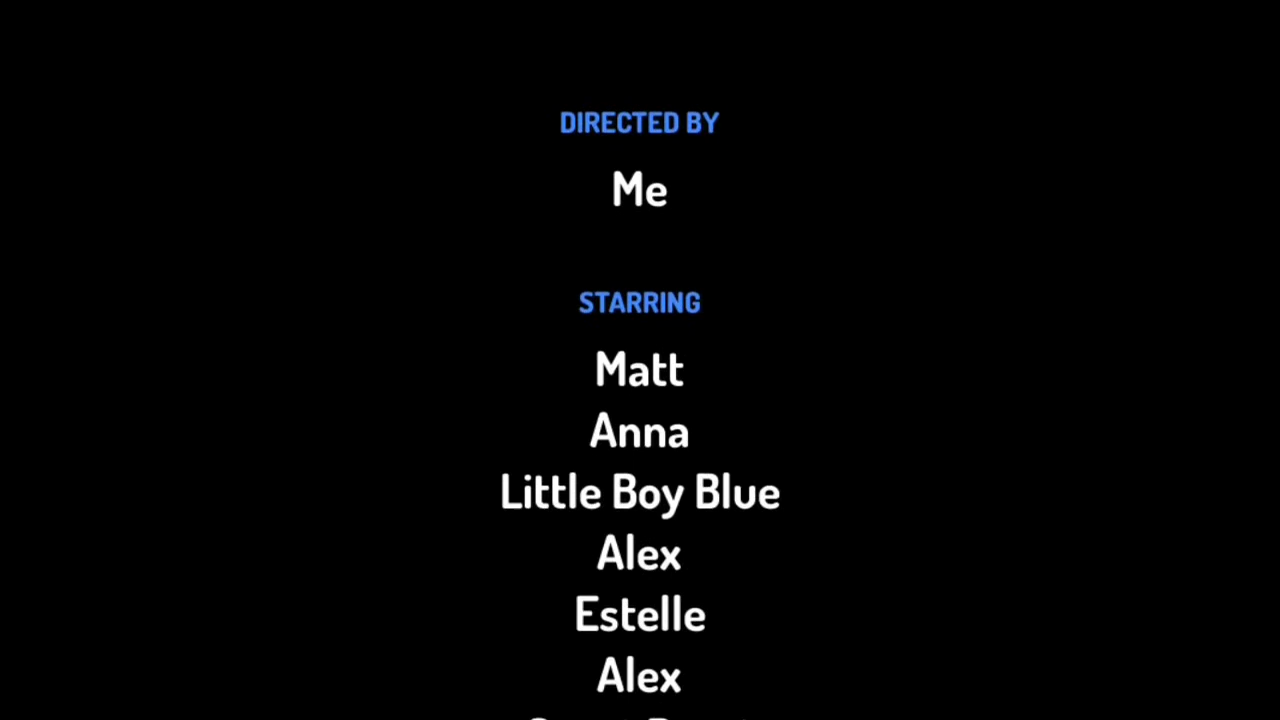 DIRECTED BY
Me
STARRING
Matt
Anna
Little Boy Blue
Alex
Estelle
Alex